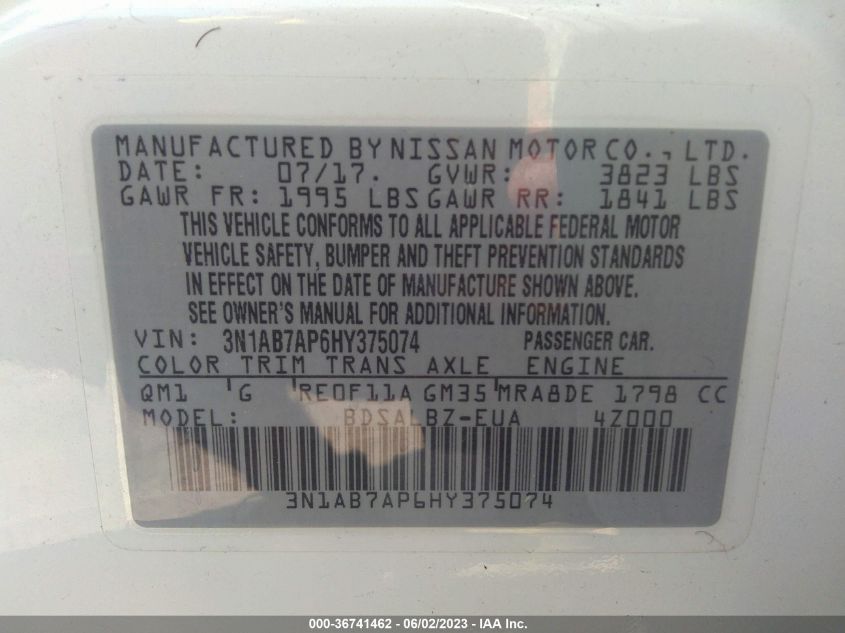 MANUFACTURED BY NISSAN MOTOR CO., LTD.
DATE: 07/17. GVWR: 3823 LBS
GAWR FR: 1995 LBS GAWR RR: 1841 LBS
THIS VEHICLE CONFORMS TO ALL APPLICABLE FEDERAL MOTOR
VEHICLE SAFETY, BUMPER AND THEFT PREVENTION STANDARDS
IN EFFECT ON THE DATE OF MANUFACTURE SHOWN ABOVE.
SEE OWNER'S MANUAL FOR ADDITIONAL INFORMATION.
VIN: 3N1AB7AP6HY375074 PASSENGER CAR.
COLOR TRIM TRANS AXLE ENGINE
QM1 G RE0F11A GM35 MRA8DE 1798 CC
MODEL: BDSALBZ-EUA 4Z000
3N1AB7AP6HY375074
000-36741462 - 06/02/2023 - IAA Inc.